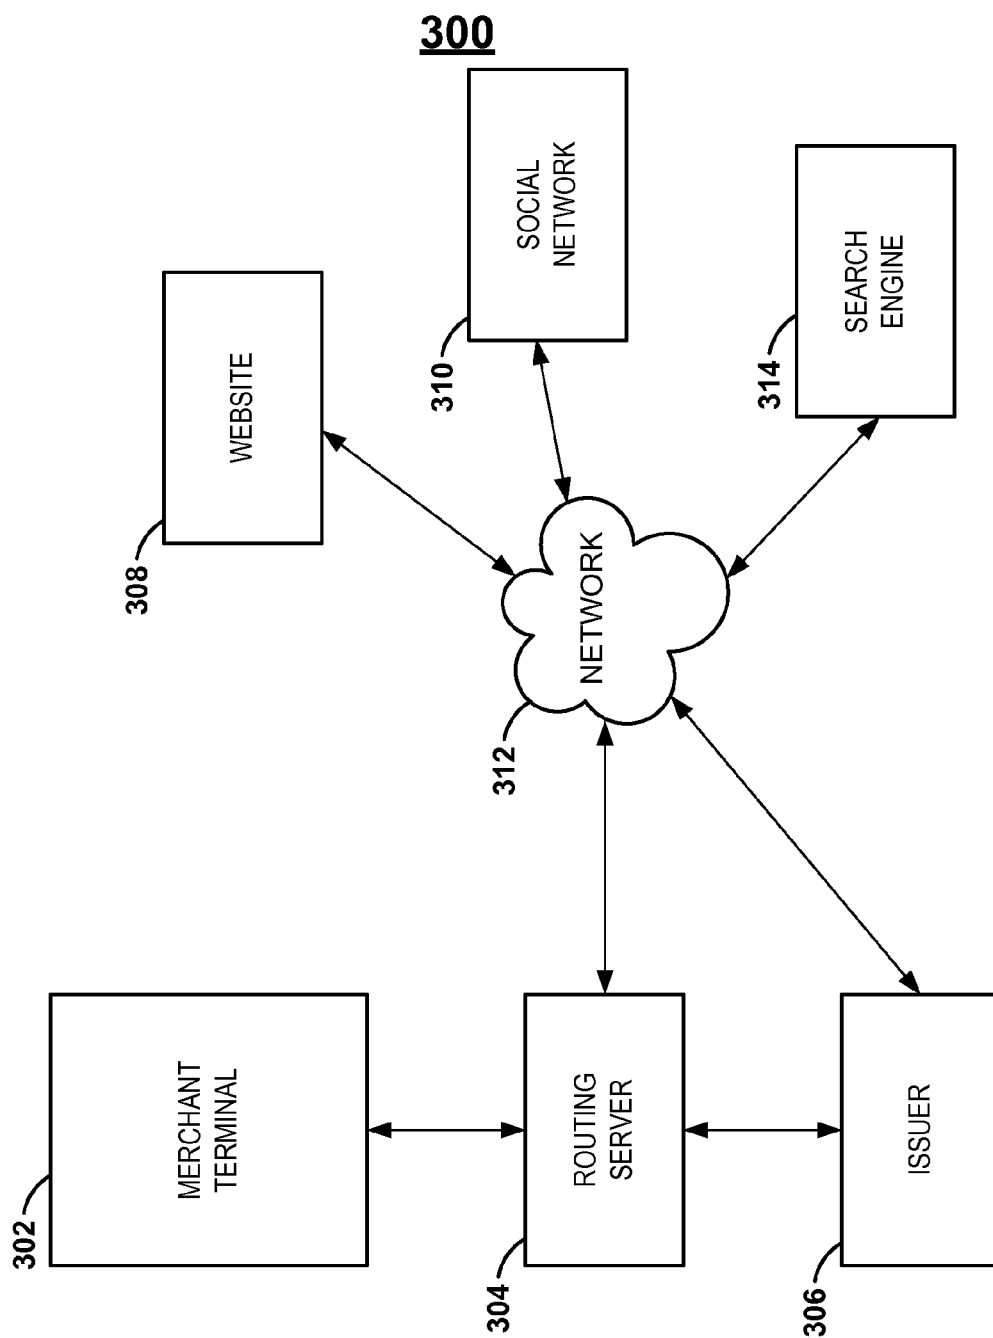 300
302
MERCHANT
TERMINAL
304
ROUTING
SERVER
306
ISSUER
308
WEBSITE
310
SOCIAL
NETWORK
312
NETWORK
314
SEARCH
ENGINE